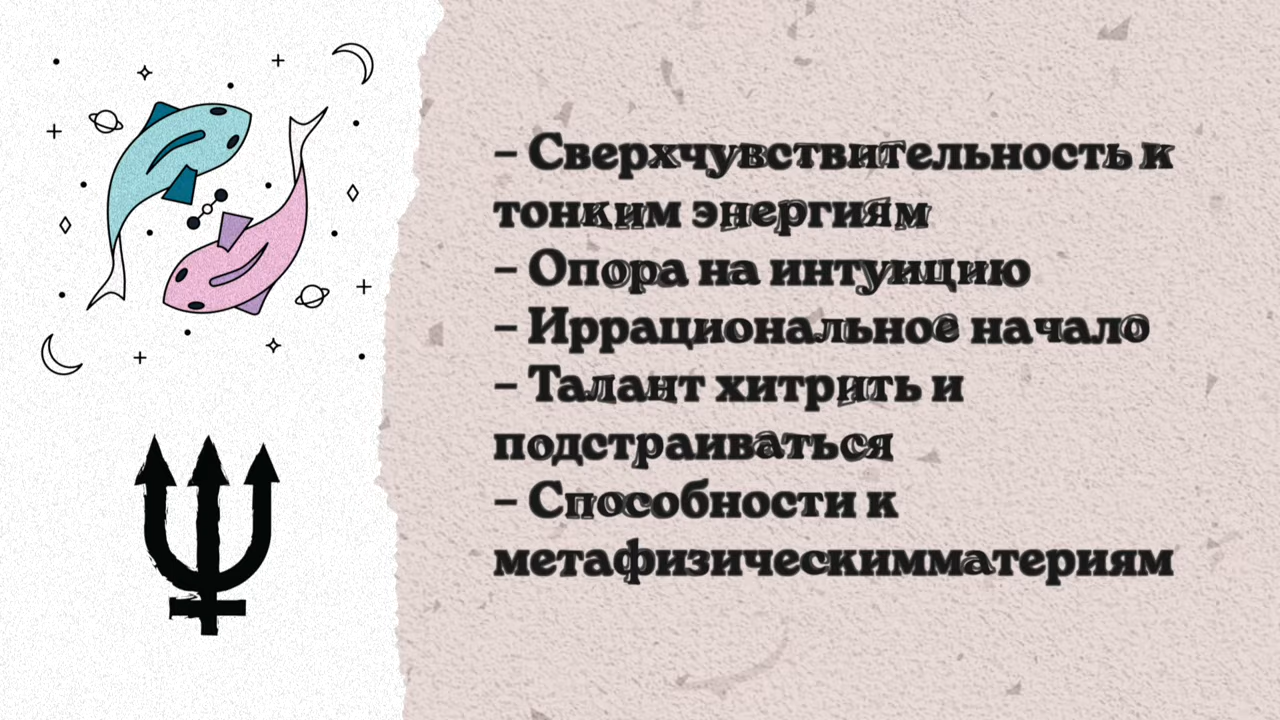 – Сверхчувствительность к
тонким энергиям
– Опора на интуицию
– Иррациональное начало
– Талант хитрить и
подстраиваться
– Способности к
метафизическимматериям